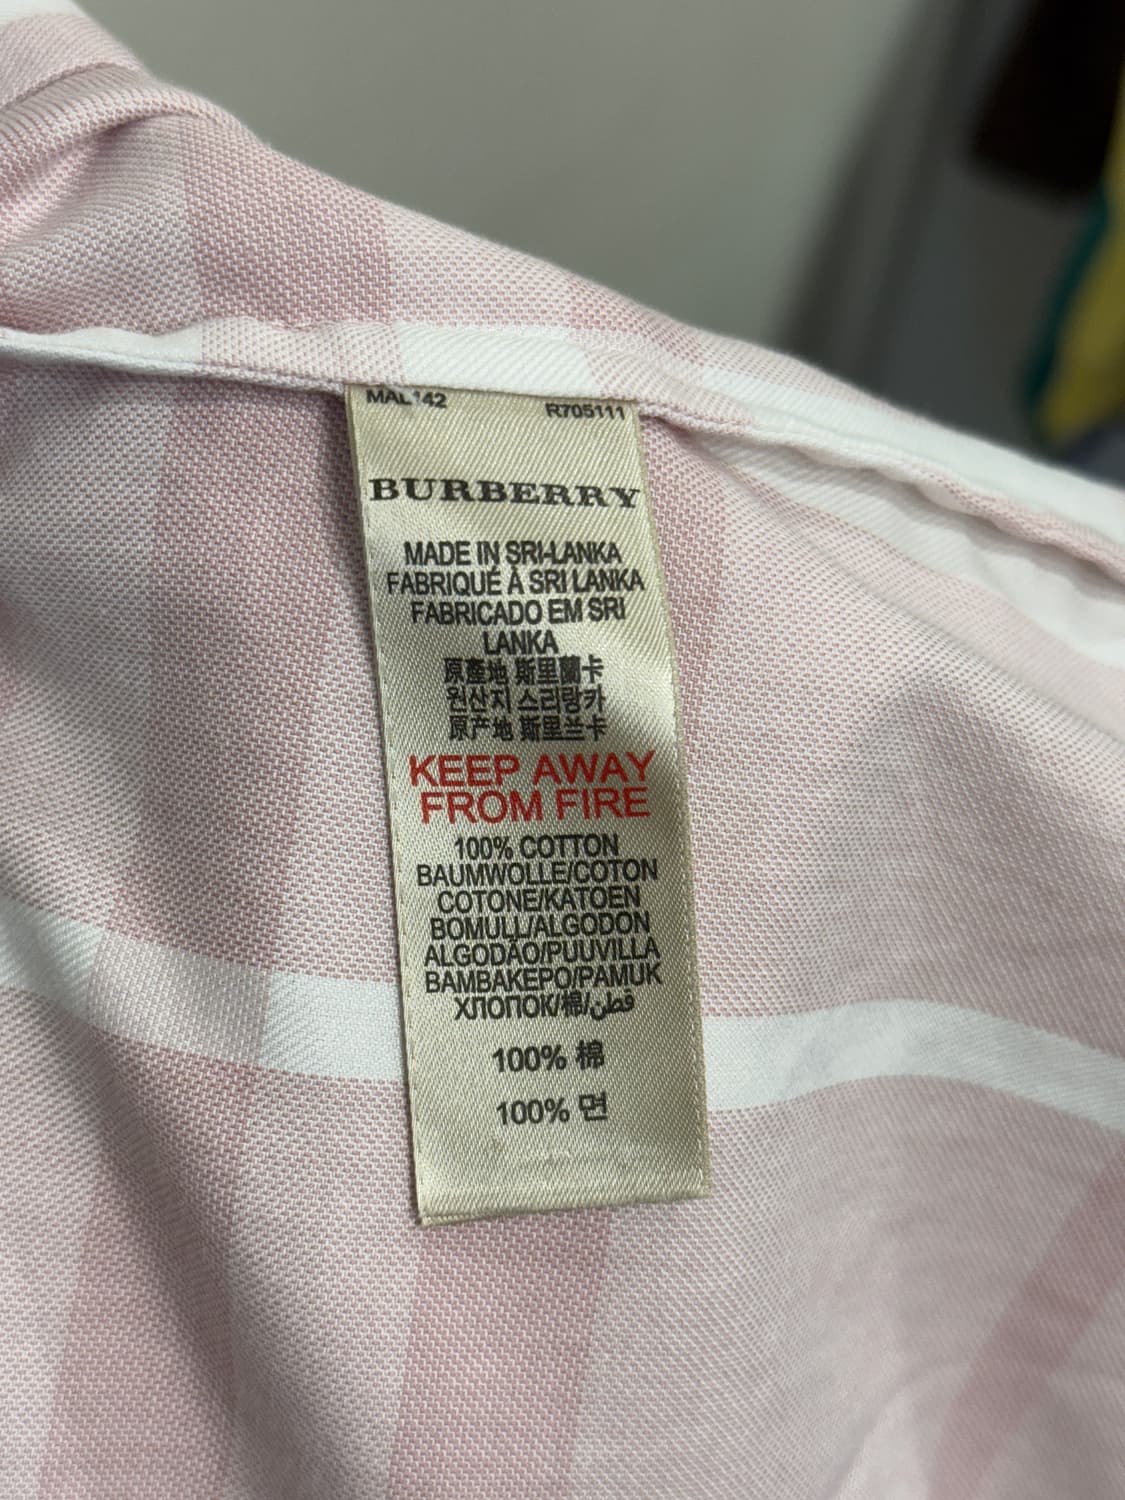 MAL142 R705111
BURBERRY
MADE IN SRI-LANKA
FABRIQUÉ À SRI LANKA
FABRICADO EM SRI
LANKA
原產地 斯里蘭卡
원산지 스리랑카
原产地 斯里兰卡
KEEP AWAY
FROM FIRE
100% COTTON
BAUMWOLLE/COTON
COTONE/KATOEN
BOMULL/ALGODON
ALGODÃO/PUUVILLA
BAMBAKEPO/PAMUK
ХЛОПОК/棉/قطن
100% 棉
100% 면